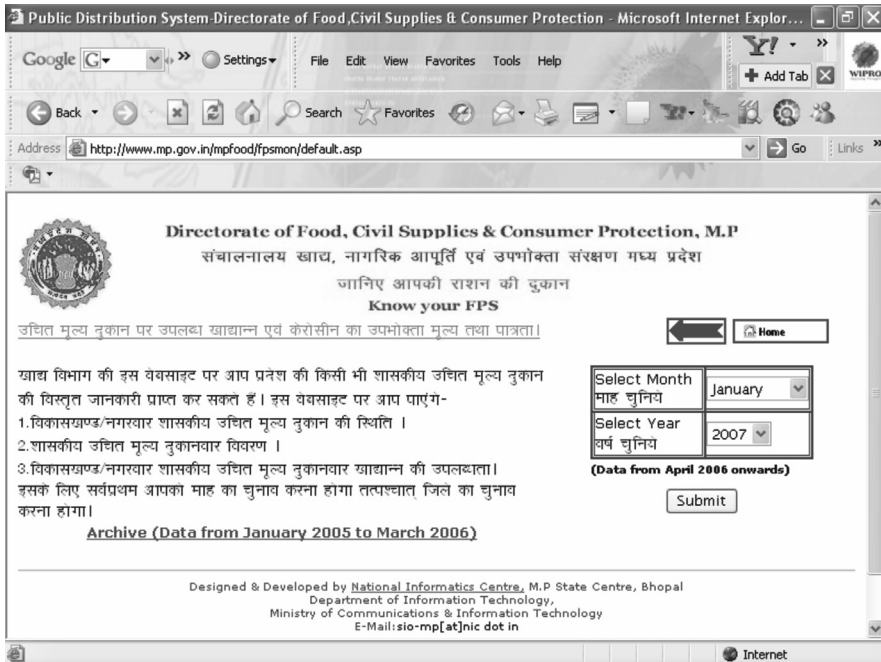 Public Distribution System-Directorate of Food,Civil Supplies & Consumer Protection - Microsoft Internet Explor...
Google G Settings File Edit View Favorites Tools Help Y! Add Tab WIPRO
Back Search Favorites
Address http://www.mp.gov.in/mpfood/fpsmon/default.asp Go Links
Directorate of Food, Civil Supplies & Consumer Protection, M.P
संचालनालय खाद्य, नागरिक आपूर्ति एवं उपभोक्ता संरक्षण मध्य प्रदेश
जानिए आपकी राशन की दुकान
Know your FPS
उचित मूल्य दुकान पर उपलब्ध खाद्यान्न एवं केरोसीन का उपभोक्ता मूल्य तथा पात्रता।
Home
खाद्य विभाग की इस वेबसाइट पर आप प्रदेश की किसी भी शासकीय उचित मूल्य दुकान
की विस्तृत जानकारी प्राप्त कर सकते हैं। इस वेबसाइट पर आप पाएंगे-
1.विकासखण्ड/नगरवार शासकीय उचित मूल्य दुकान की स्थिति ।
2.शासकीय उचित मूल्य दुकानवार विवरण ।
3.विकासखण्ड/नगरवार शासकीय उचित मूल्य दुकानवार खाद्यान्न की उपलब्धता।
इसके लिए सर्वप्रथम आपको माह का चुनाव करना होगा तत्पश्चात् जिले का चुनाव
करना होगा।
Archive (Data from January 2005 to March 2006)
Select Month
माह चुनिये
January
Select Year
वर्ष चुनिये
2007
(Data from April 2006 onwards)
Submit
Designed & Developed by National Informatics Centre, M.P State Centre, Bhopal
Department of Information Technology,
Ministry of Communications & Information Technology
E-Mail:sio-mp[at]nic dot in
Internet